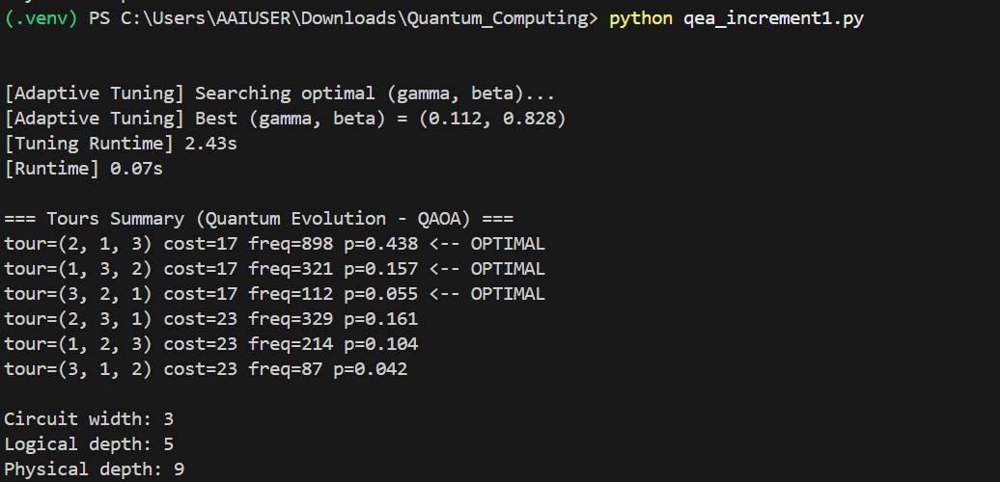 (.venv) PS C:\Users\AAIUSER\Downloads\Quantum_Computing> python qea_increment1.py
[Adaptive Tuning] Searching optimal (gamma, beta)...
[Adaptive Tuning] Best (gamma, beta) = (0.112, 0.828)
[Tuning Runtime] 2.43s
[Runtime] 0.07s
=== Tours Summary (Quantum Evolution - QAOA) ===
tour=(2, 1, 3) cost=17 freq=898 p=0.438 <-- OPTIMAL
tour=(1, 3, 2) cost=17 freq=321 p=0.157 <-- OPTIMAL
tour=(3, 2, 1) cost=17 freq=112 p=0.055 <-- OPTIMAL
tour=(2, 3, 1) cost=23 freq=329 p=0.161
tour=(1, 2, 3) cost=23 freq=214 p=0.104
tour=(3, 1, 2) cost=23 freq=87 p=0.042
Circuit width: 3
Logical depth: 5
Physical depth: 9